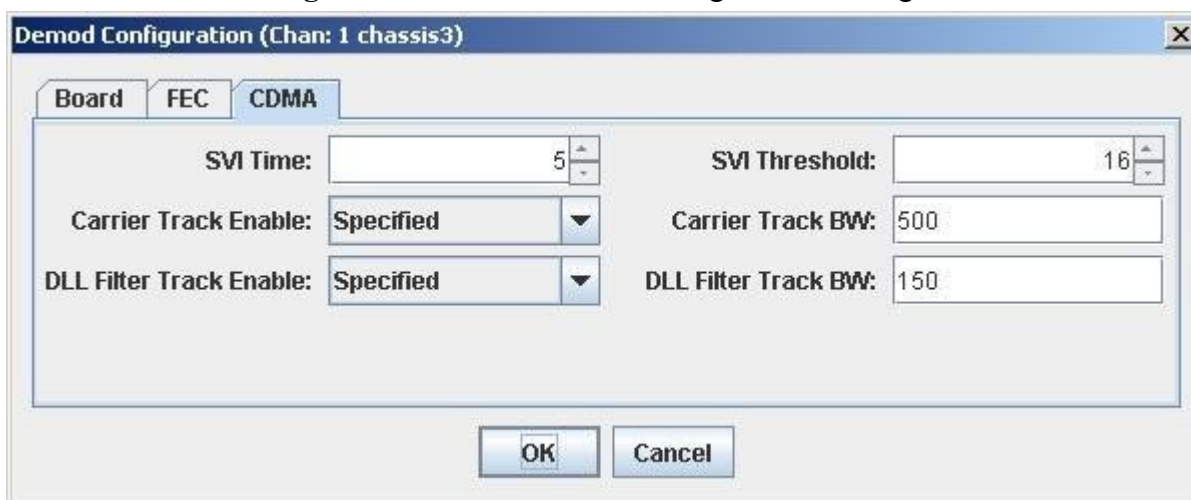 Demod Configuration (Chan: 1 chassis3)
Board FEC CDMA
SVI Time: 5 SVI Threshold: 16
Carrier Track Enable: Specified Carrier Track BW: 500
DLL Filter Track Enable: Specified DLL Filter Track BW: 150
OK Cancel